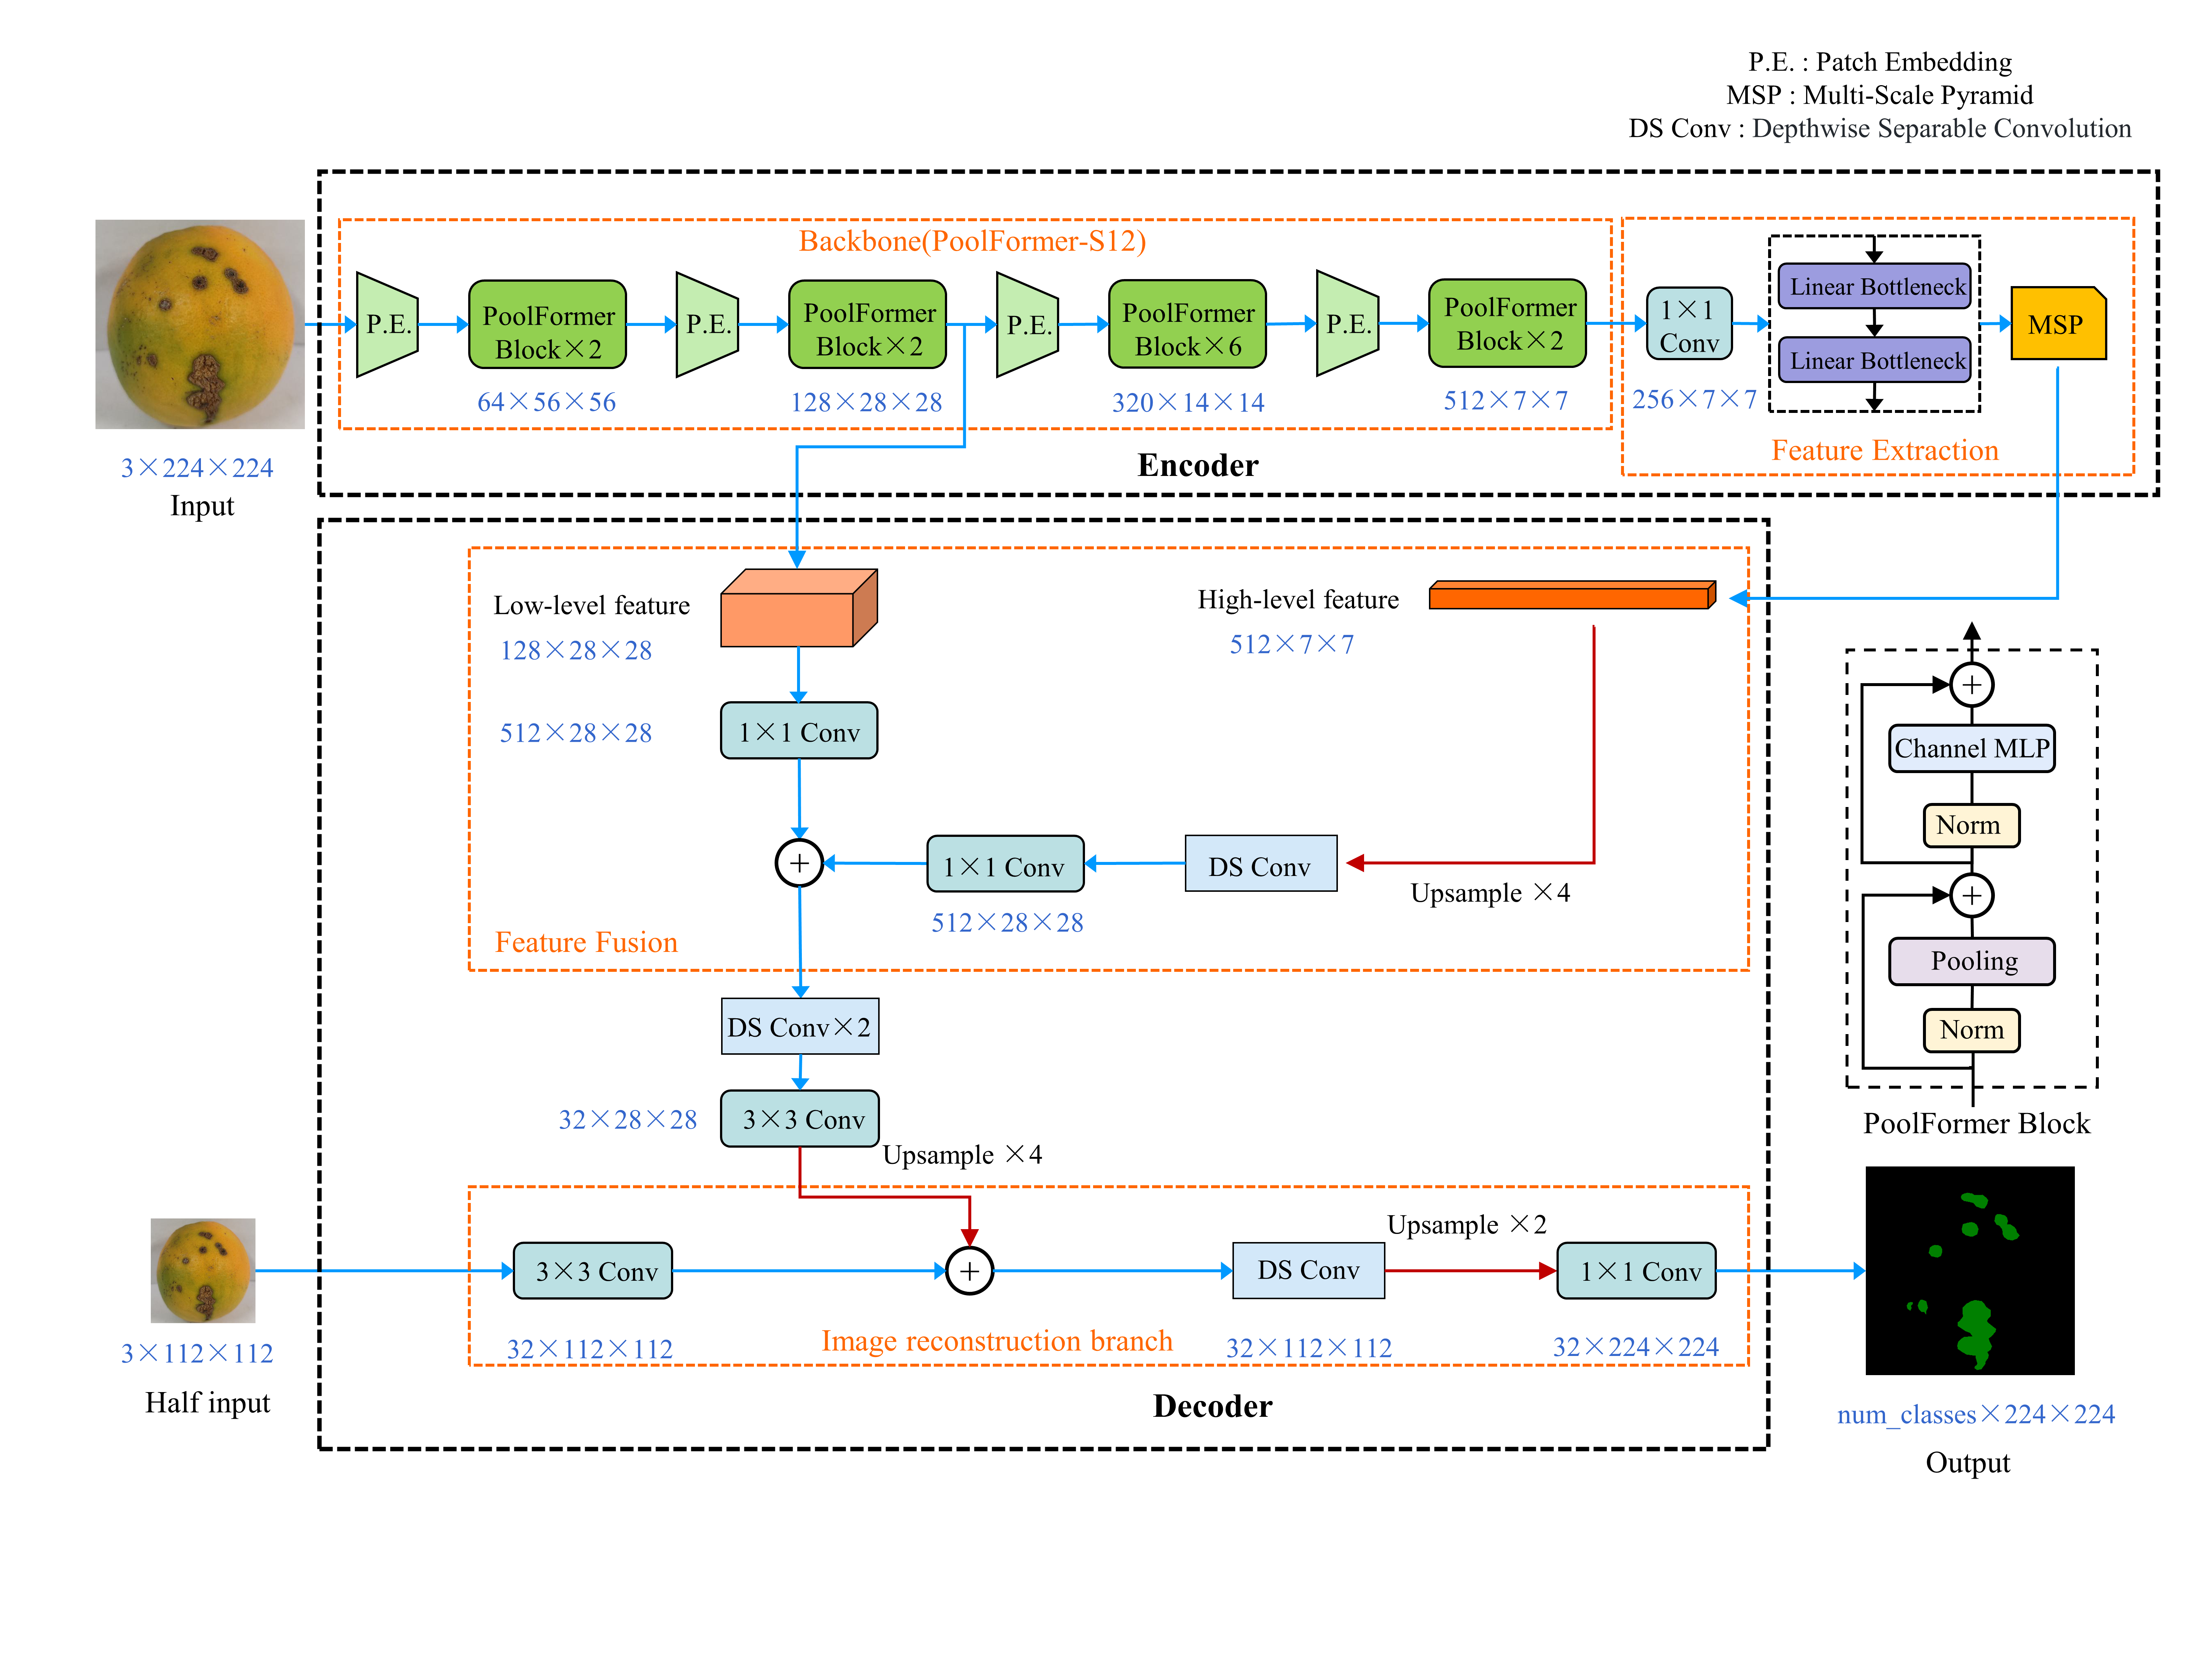 P.E. : Patch Embedding
MSP : Multi-Scale Pyramid
DS Conv : Depthwise Separable Convolution
Backbone(PoolFormer-S12)
P.E.
PoolFormer
Block×2
64×56×56
P.E.
PoolFormer
Block×2
128×28×28
P.E.
PoolFormer
Block×6
320×14×14
P.E.
PoolFormer
Block×2
512×7×7
1×1
Conv
256×7×7
Linear Bottleneck
Linear Bottleneck
MSP
Feature Extraction
Encoder
3×224×224
Input
Low-level feature
128×28×28
High-level feature
512×7×7
512×28×28
1×1 Conv
1×1 Conv
512×28×28
DS Conv
Upsample ×4
Feature Fusion
DS Conv×2
32×28×28
3×3 Conv
Upsample ×4
Channel MLP
Norm
Pooling
Norm
PoolFormer Block
3×112×112
Half input
3×3 Conv
32×112×112
Image reconstruction branch
DS Conv
32×112×112
Upsample ×2
1×1 Conv
32×224×224
Decoder
num_classes×224×224
Output